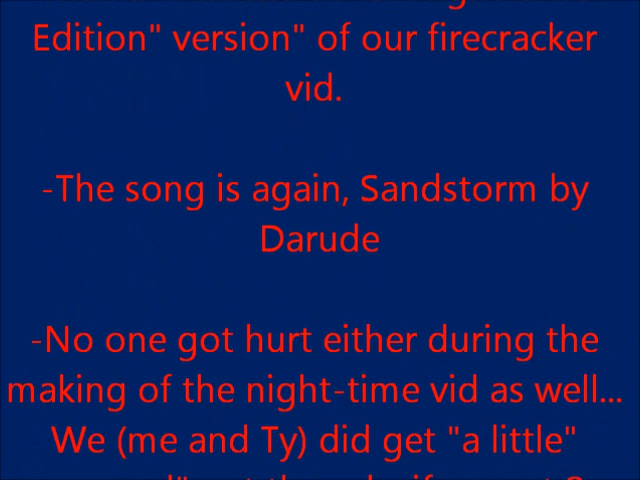 Edition" version" of our firecracker
vid.
-The song is again, Sandstorm by
Darude
-No one got hurt either during the
making of the night-time vid as well...
We (me and Ty) did get "a little"